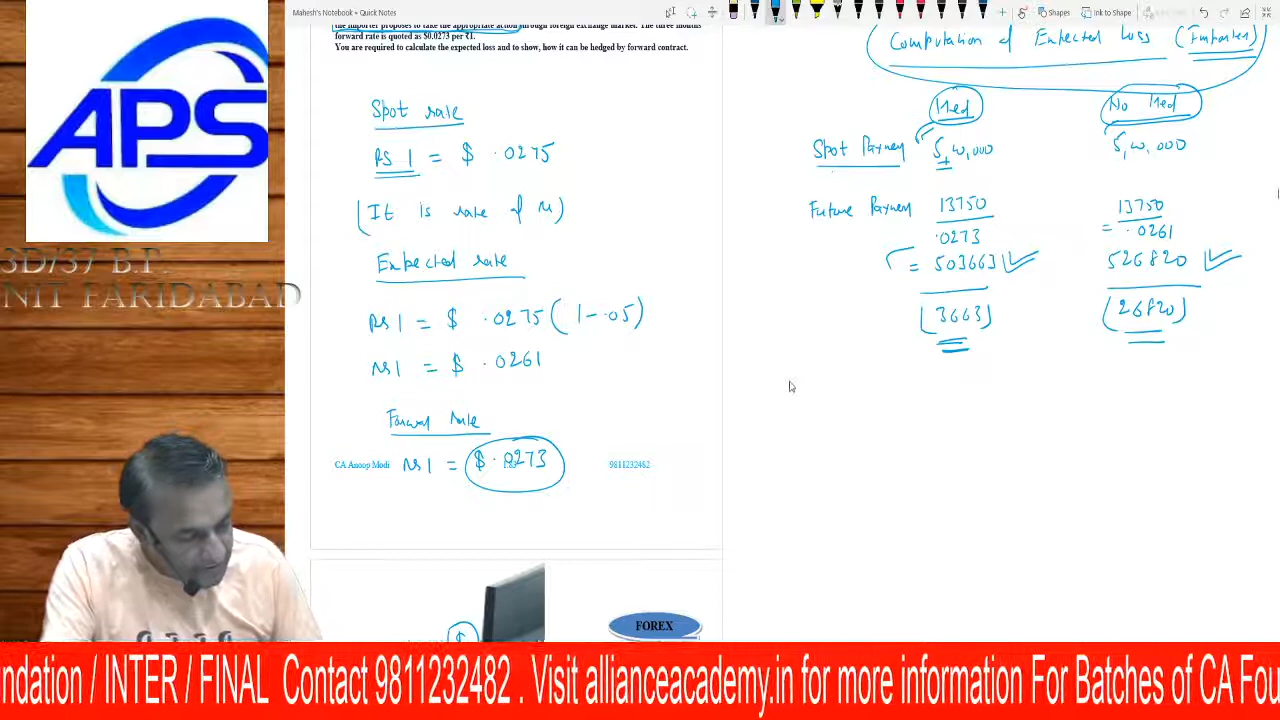 Mahesh's Notebook » Quick Notes
Shapes
Ink to Shape
the importer proposes to take the appropriate action through foreign exchange market. The three months
forward rate is quoted as $0.0273 per ₹1.
You are required to calculate the expected loss and to show, how it can be hedged by forward contract.
APS
3D/37 B.P.
NIT FARIDABAD
Spot rate
RS 1 = $ .0275
(It is rate of
Expected rate
RS 1 = $ .0275 (1-.05)
RS 1 = $ .0261
Forwar rate
RS 1 = $ .0273
CA Anoop Modi
9811232482
FOREX
$
Computation of Expected Loss (Importer)
Hed
No Hed
Spot Paymen 5,00,000 5,00,000
Future Paymen 13750 13750
.0273 = .0261
= 503663 526820
(3663) (26820)
ndation / INTER / FINAL Contact 9811232482 . Visit allianceacademy.in for more information For Batches of CA Fou